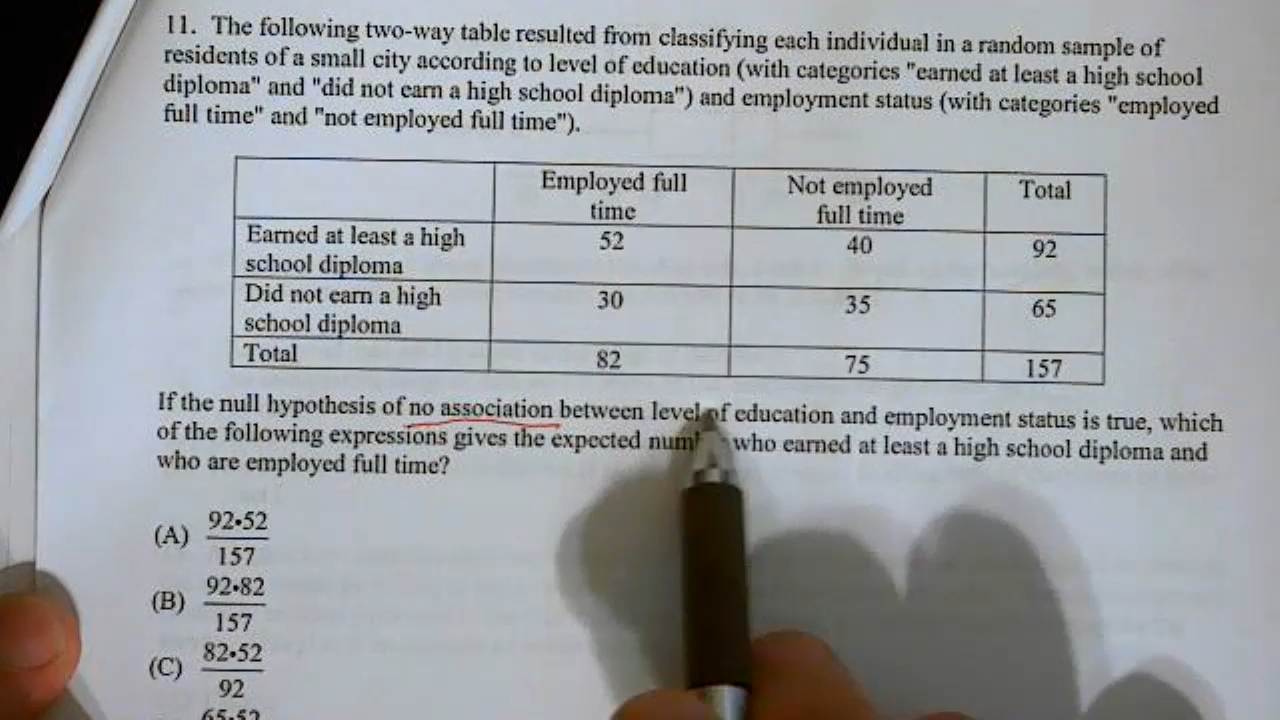 11. The following two-way table resulted from classifying each individual in a random sample of
residents of a small city according to level of education (with categories "earned at least a high school
diploma" and "did not earn a high school diploma") and employment status (with categories "employed
full time" and "not employed full time").
Employed full time Not employed full time Total
Earned at least a high school diploma 52 40 92
Did not earn a high school diploma 30 35 65
Total 82 75 157
If the null hypothesis of no association between level of education and employment status is true, which
of the following expressions gives the expected who earned at least a high school diploma and
who are employed full time?
(A) 92•52
157
(B) 92•82
157
(C) 82•52
92
65•52